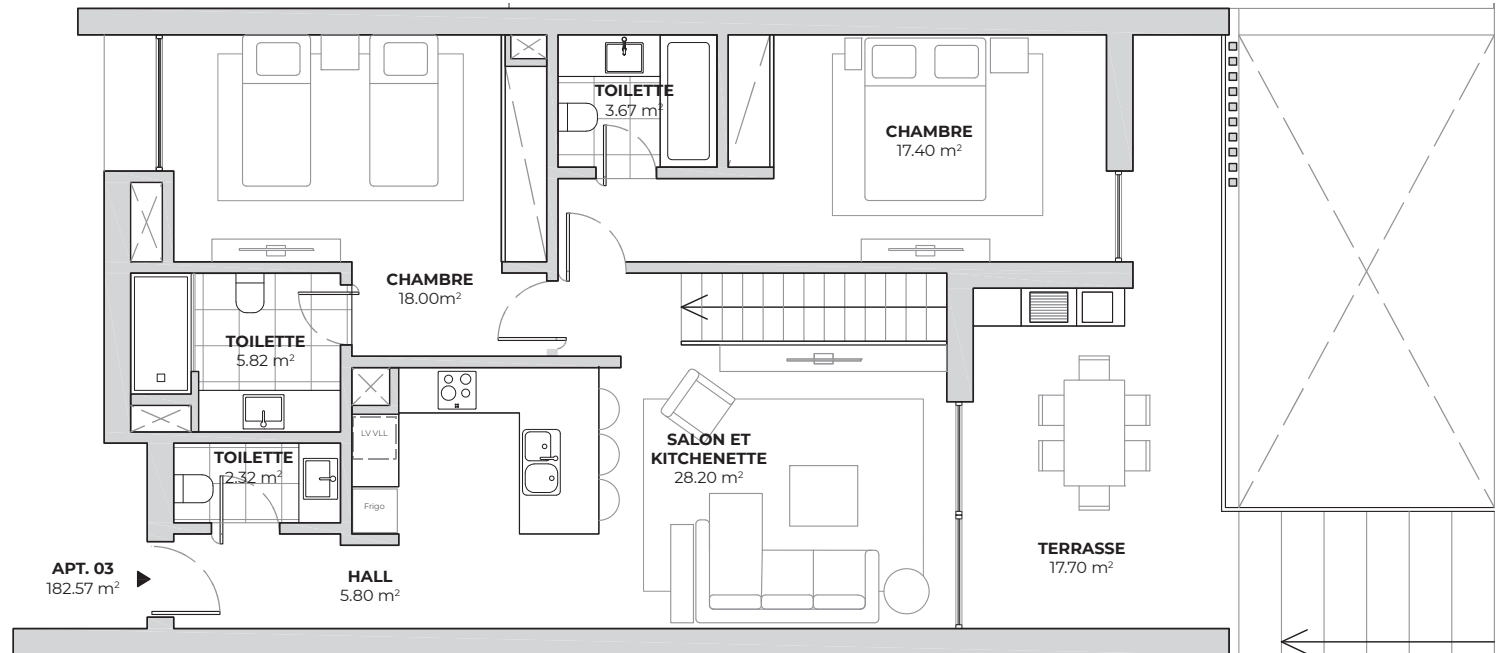 TOILETTE
3.67 m²
CHAMBRE
17.40 m²
CHAMBRE
18.00m²
TOILETTE
5.82 m²
LV VLL
TOILETTE
2.32 m²
Frigo
SALON ET
KITCHENETTE
28.20 m²
TERRASSE
17.70 m²
APT. 03
182.57 m²
HALL
5.80 m²